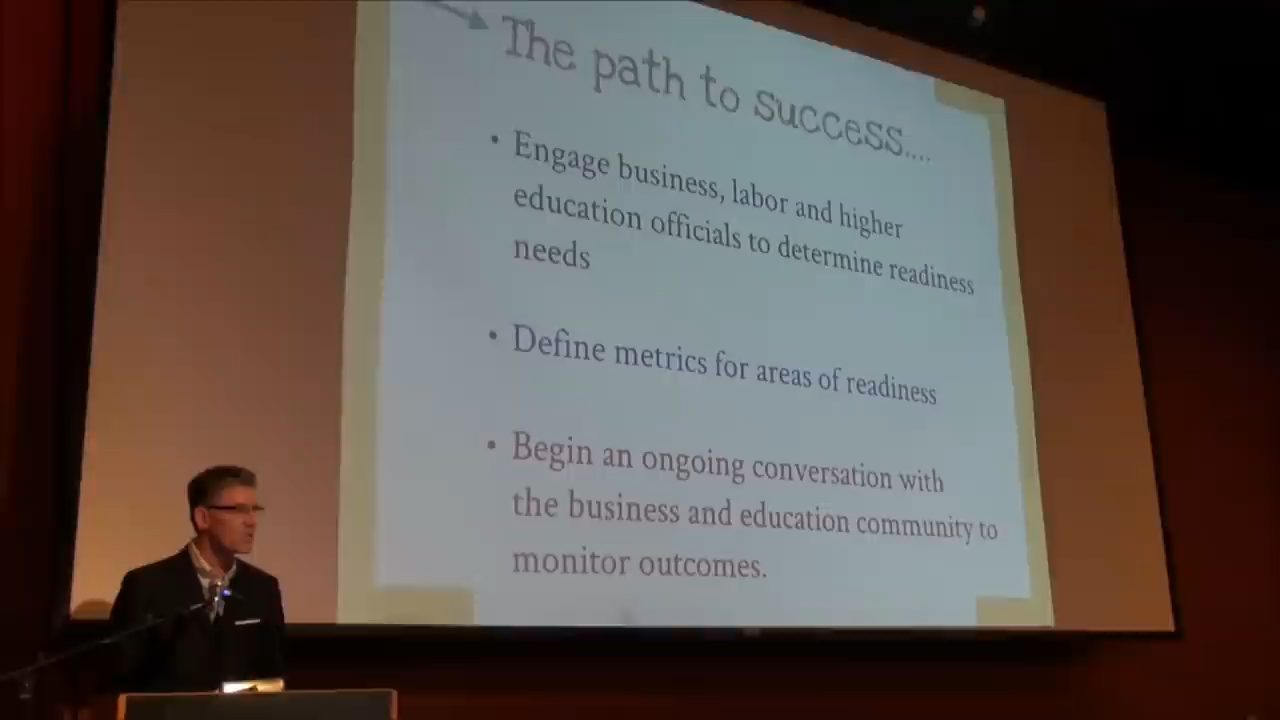 The path to success....
• Engage business, labor and higher
education officials to determine readiness
needs
• Define metrics for areas of readiness
• Begin an ongoing conversation with
the business and education community to
monitor outcomes.